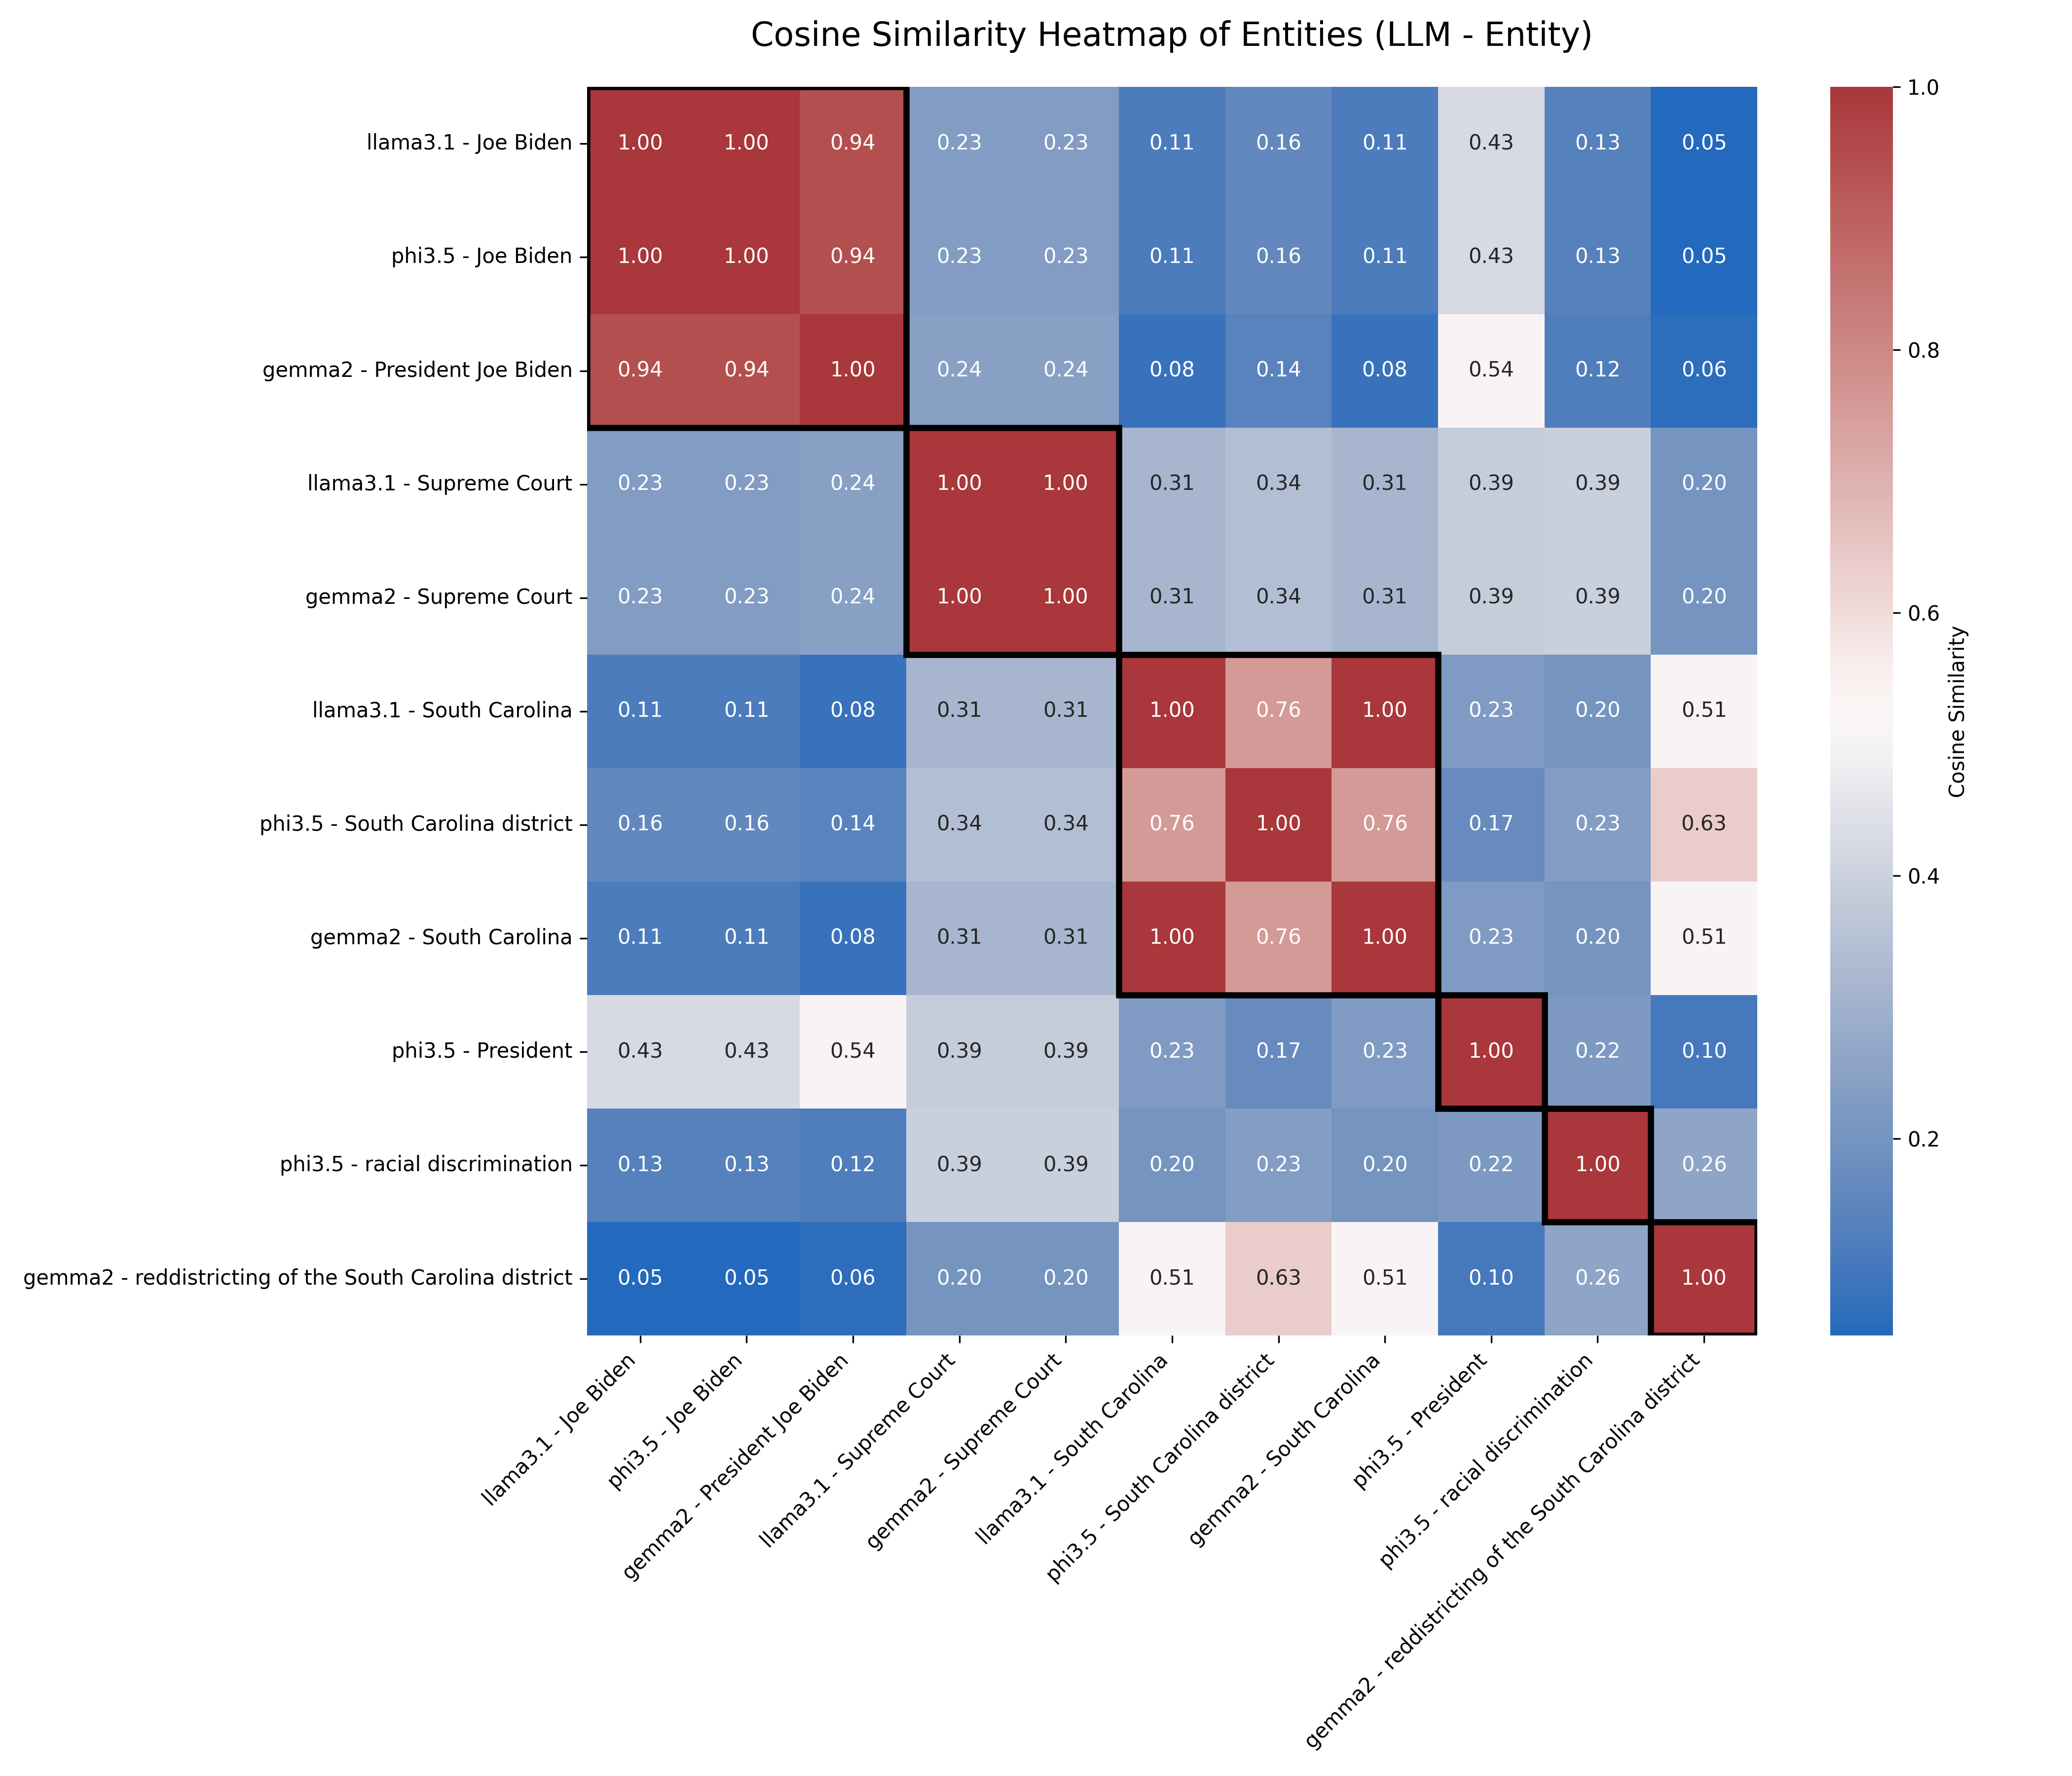 Cosine Similarity Heatmap of Entities (LLM - Entity)
llama3.1 - Joe Biden 1.00 1.00 0.94 0.23 0.23 0.11 0.16 0.11 0.43 0.13 0.05
phi3.5 - Joe Biden 1.00 1.00 0.94 0.23 0.23 0.11 0.16 0.11 0.43 0.13 0.05
gemma2 - President Joe Biden 0.94 0.94 1.00 0.24 0.24 0.08 0.14 0.08 0.54 0.12 0.06
llama3.1 - Supreme Court 0.23 0.23 0.24 1.00 1.00 0.31 0.34 0.31 0.39 0.39 0.20
gemma2 - Supreme Court 0.23 0.23 0.24 1.00 1.00 0.31 0.34 0.31 0.39 0.39 0.20
llama3.1 - South Carolina 0.11 0.11 0.08 0.31 0.31 1.00 0.76 1.00 0.23 0.20 0.51
phi3.5 - South Carolina district 0.16 0.16 0.14 0.34 0.34 0.76 1.00 0.76 0.17 0.23 0.63
gemma2 - South Carolina 0.11 0.11 0.08 0.31 0.31 1.00 0.76 1.00 0.23 0.20 0.51
phi3.5 - President 0.43 0.43 0.54 0.39 0.39 0.23 0.17 0.23 1.00 0.22 0.10
phi3.5 - racial discrimination 0.13 0.13 0.12 0.39 0.39 0.20 0.23 0.20 0.22 1.00 0.26
gemma2 - reddistricting of the South Carolina district 0.05 0.05 0.06 0.20 0.20 0.51 0.63 0.51 0.10 0.26 1.00
llama3.1 - Joe Biden
phi3.5 - Joe Biden
gemma2 - President Joe Biden
llama3.1 - Supreme Court
gemma2 - Supreme Court
llama3.1 - South Carolina
phi3.5 - South Carolina district
gemma2 - South Carolina
phi3.5 - President
phi3.5 - racial discrimination
gemma2 - reddistricting of the South Carolina district
1.0
0.8
0.6
0.4
0.2
Cosine Similarity